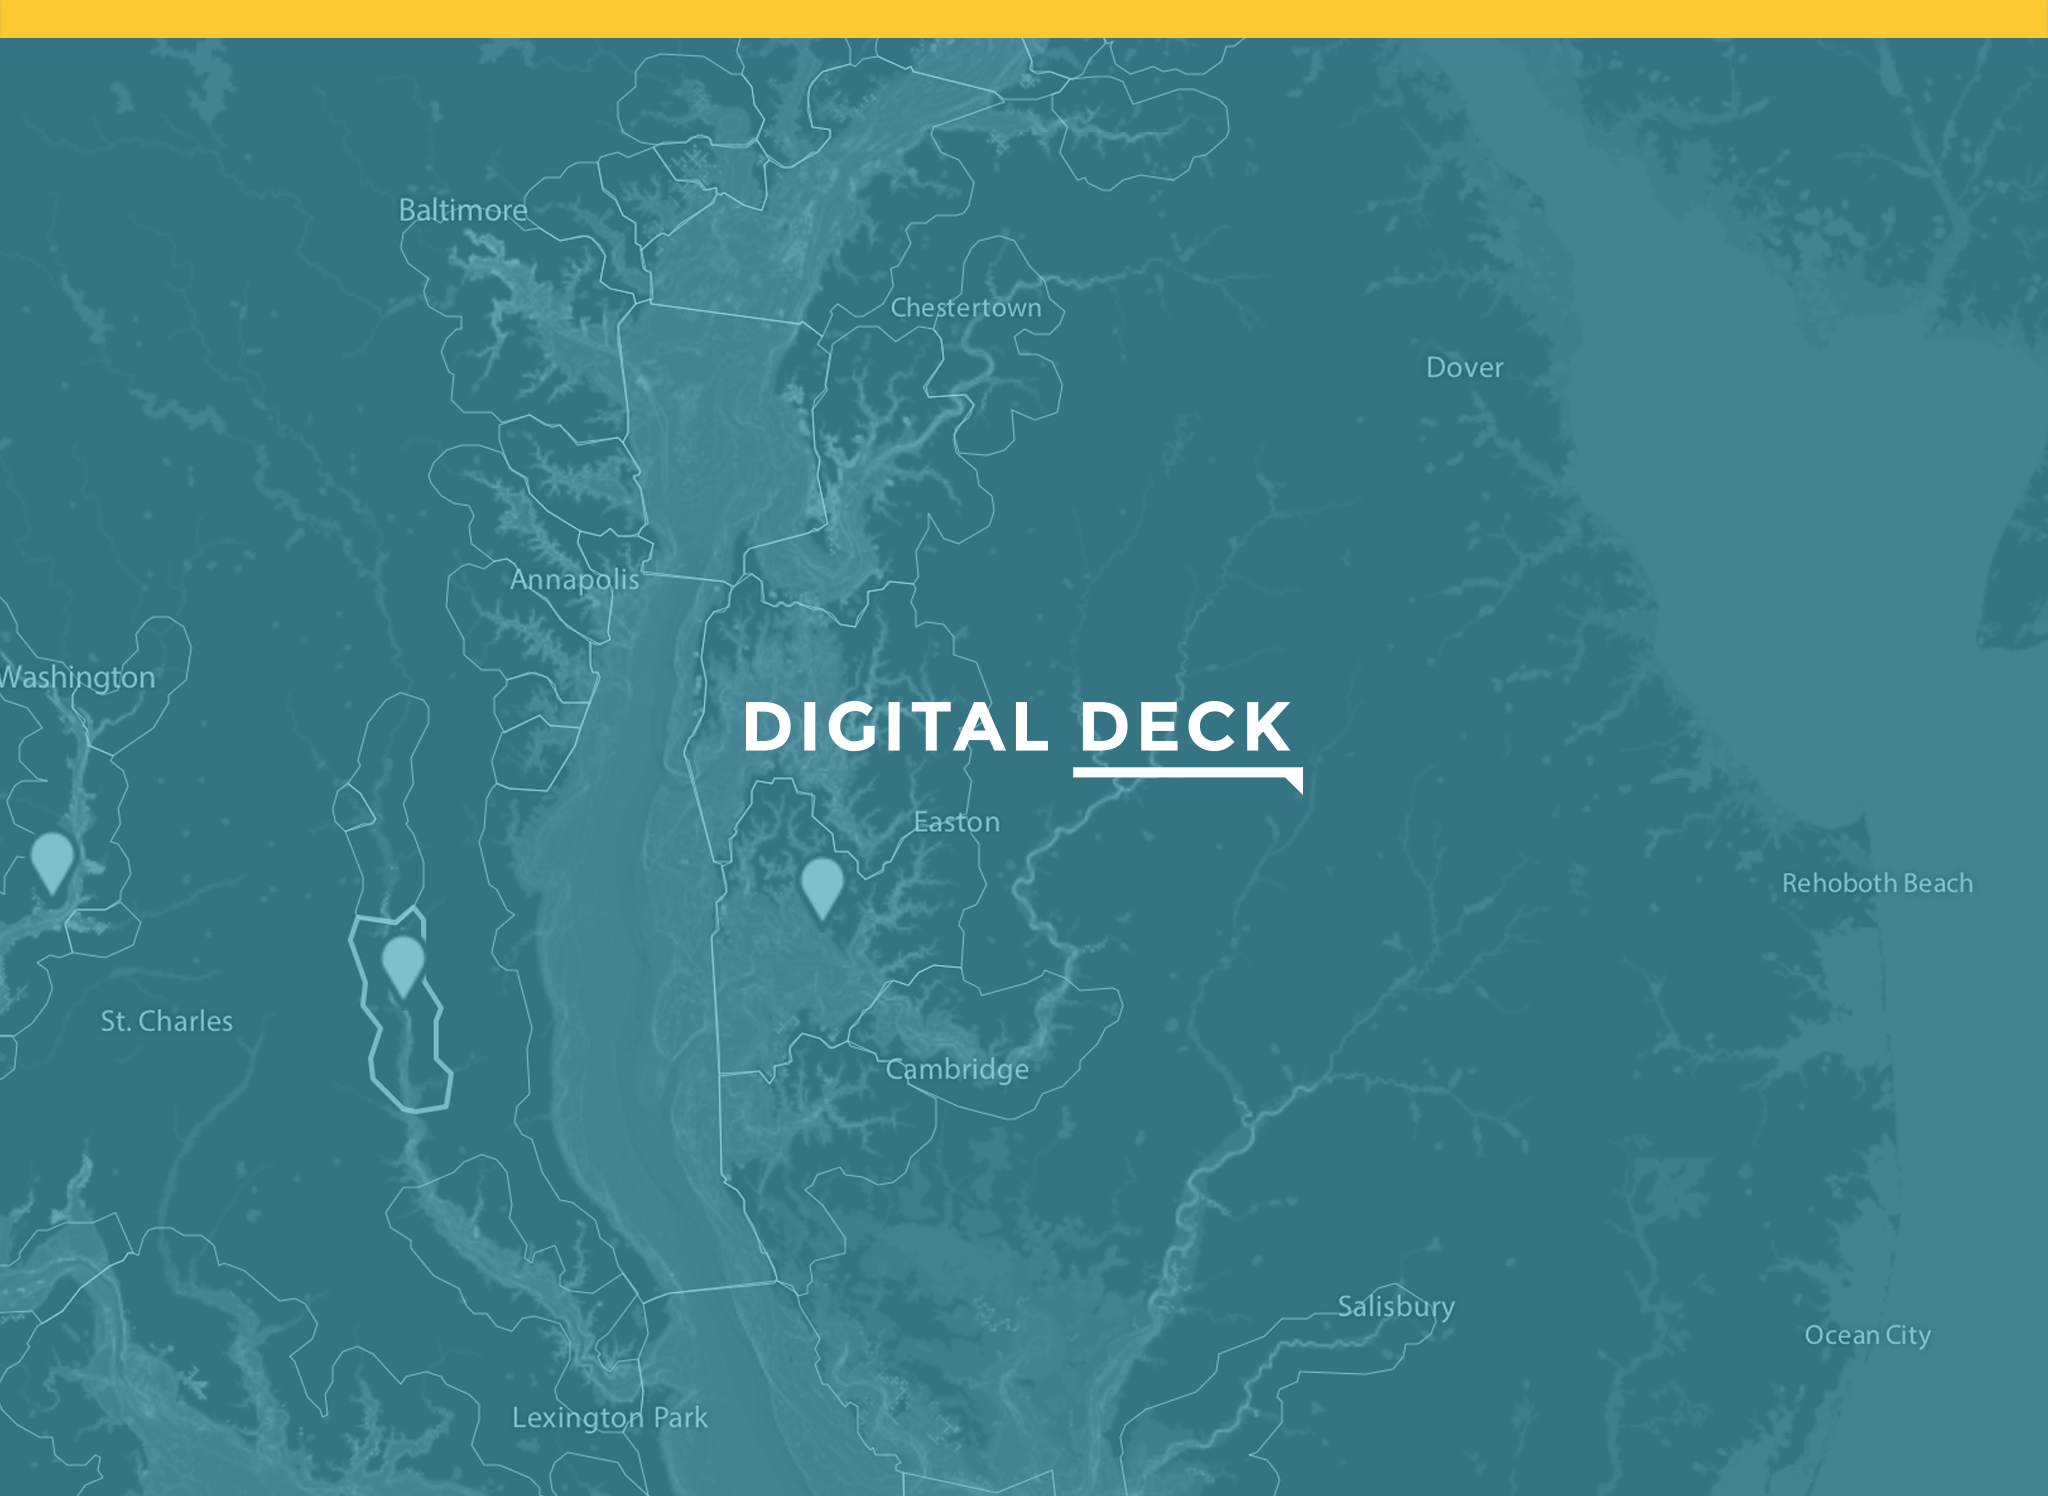 Baltimore
Chestertown
Dover
Annapolis
Washington
DIGITAL DECK
Easton
Rehoboth Beach
St. Charles
Cambridge
Salisbury
Ocean City
Lexington Park